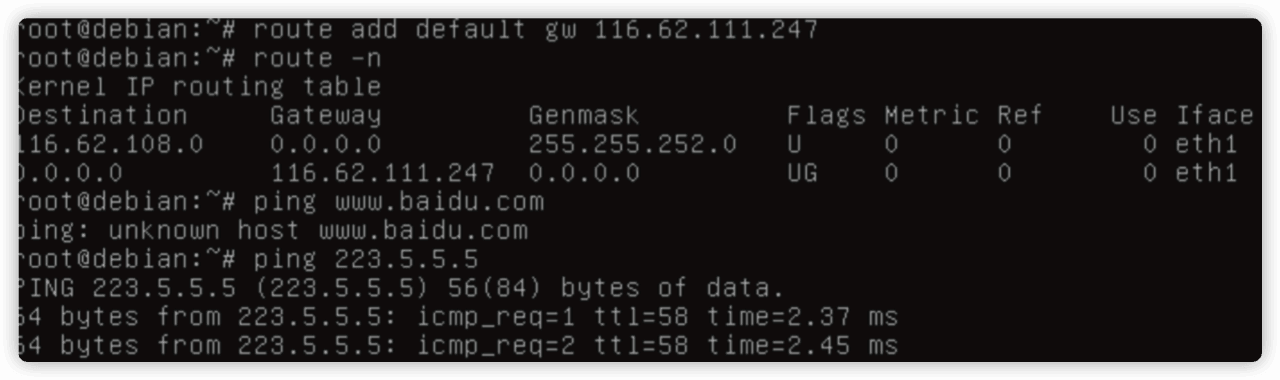 root@debian:~# route add default gw 116.62.111.247
root@debian:~# route -n
Kernel IP routing table
Destination Gateway Genmask Flags Metric Ref Use Iface
116.62.108.0 0.0.0.0 255.255.252.0 U 0 0 0 eth1
0.0.0.0 116.62.111.247 0.0.0.0 UG 0 0 0 eth1
root@debian:~# ping www.baidu.com
ping: unknown host www.baidu.com
root@debian:~# ping 223.5.5.5
PING 223.5.5.5 (223.5.5.5) 56(84) bytes of data.
64 bytes from 223.5.5.5: icmp_req=1 ttl=58 time=2.37 ms
64 bytes from 223.5.5.5: icmp_req=2 ttl=58 time=2.45 ms